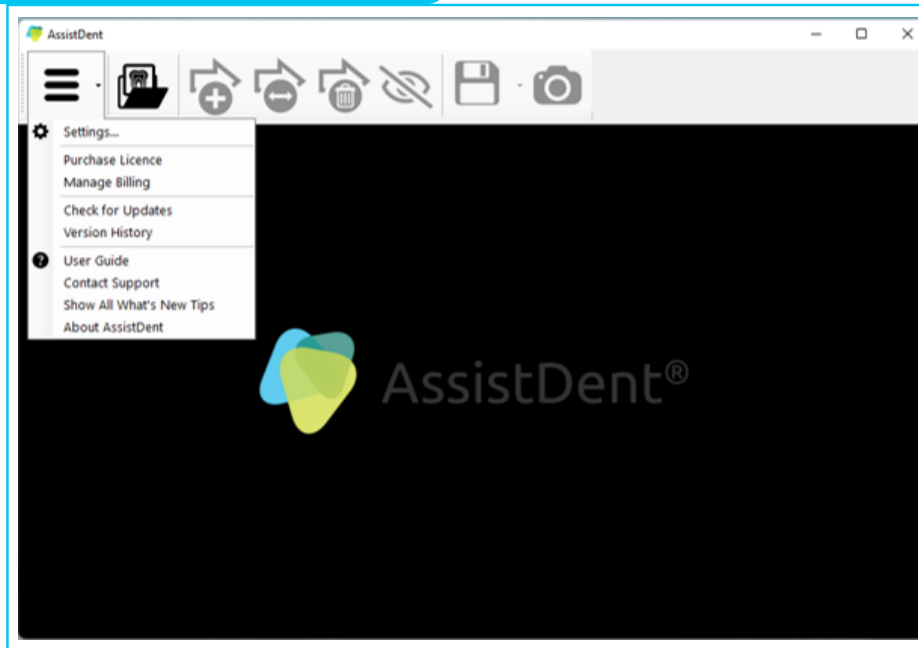 AssistDent
Settings...
Purchase Licence
Manage Billing
Check for Updates
Version History
User Guide
Contact Support
Show All What's New Tips
About AssistDent
AssistDent®